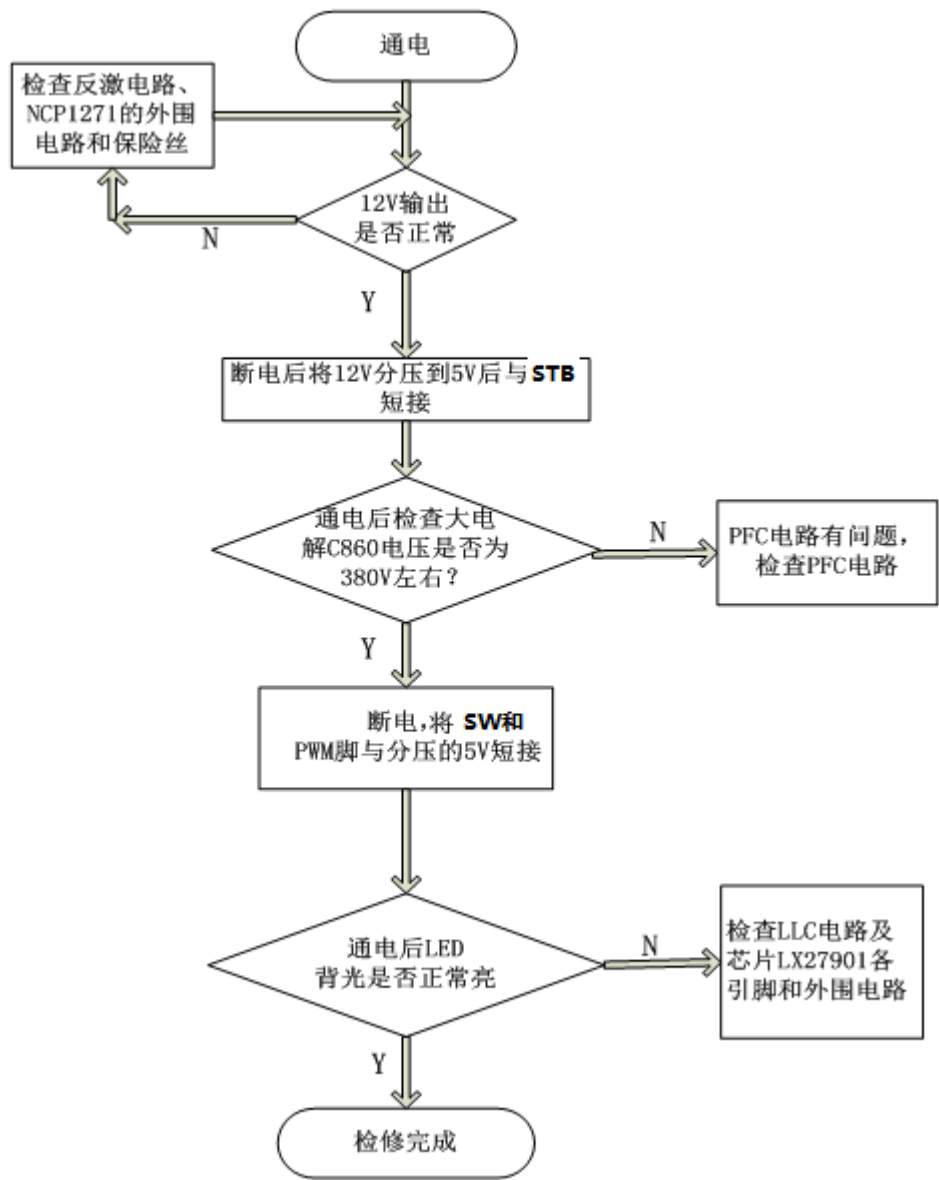 通电
检查反激电路、
NCP1271的外围
电路和保险丝
12V输出
是否正常
N
Y
断电后将12V分压到5V后与STB
短接
通电后检查大电
解C860电压是否为
380V左右？
N
PFC电路有问题，
检查PFC电路
Y
断电,将 SW和
PWM脚与分压的5V短接
通电后LED
背光是否正常亮
N
检查LLC电路及
芯片LX27901各
引脚和外围电路
Y
检修完成